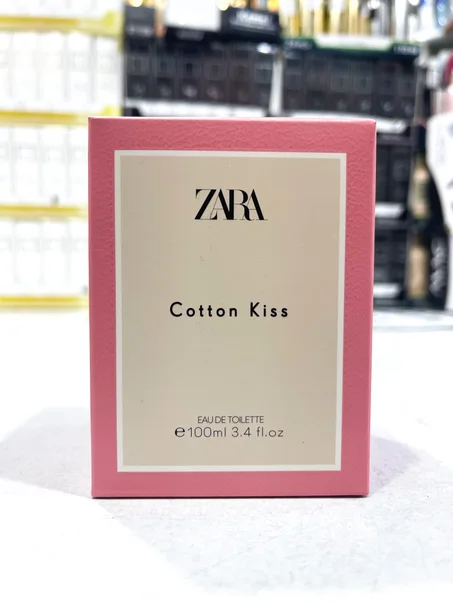 ZARA
Cotton Kiss
EAU DE TOILETTE
℮100ml 3.4 fl.oz